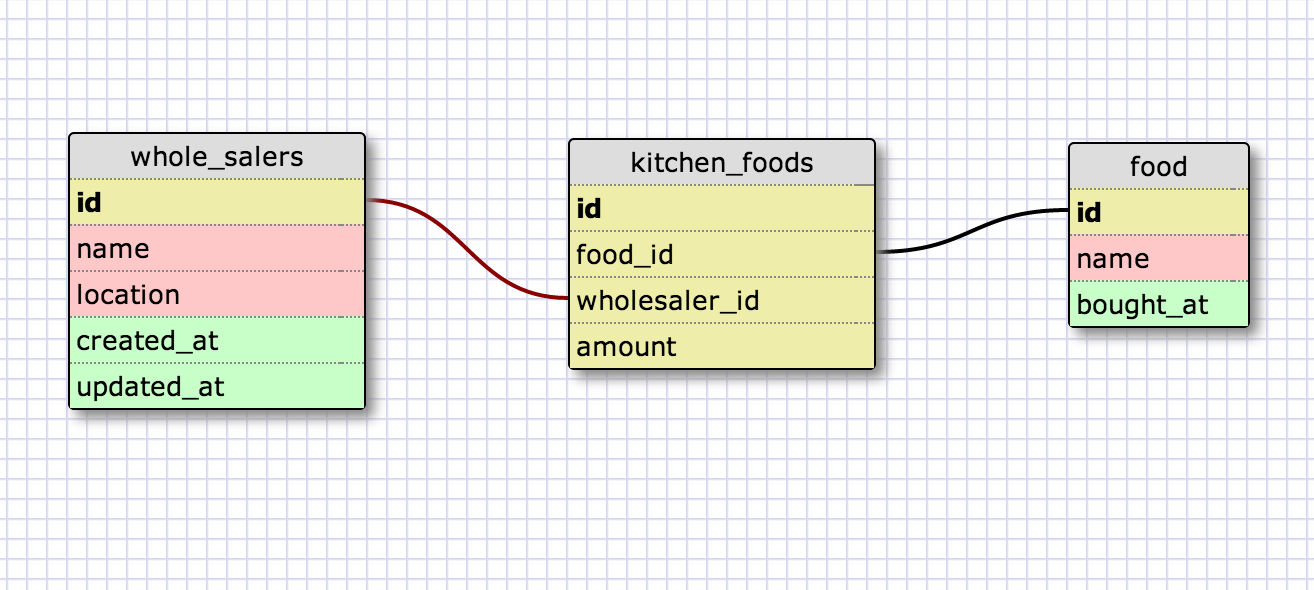 whole_salers
id
name
location
created_at
updated_at
kitchen_foods
id
food_id
wholesaler_id
amount
food
id
name
bought_at